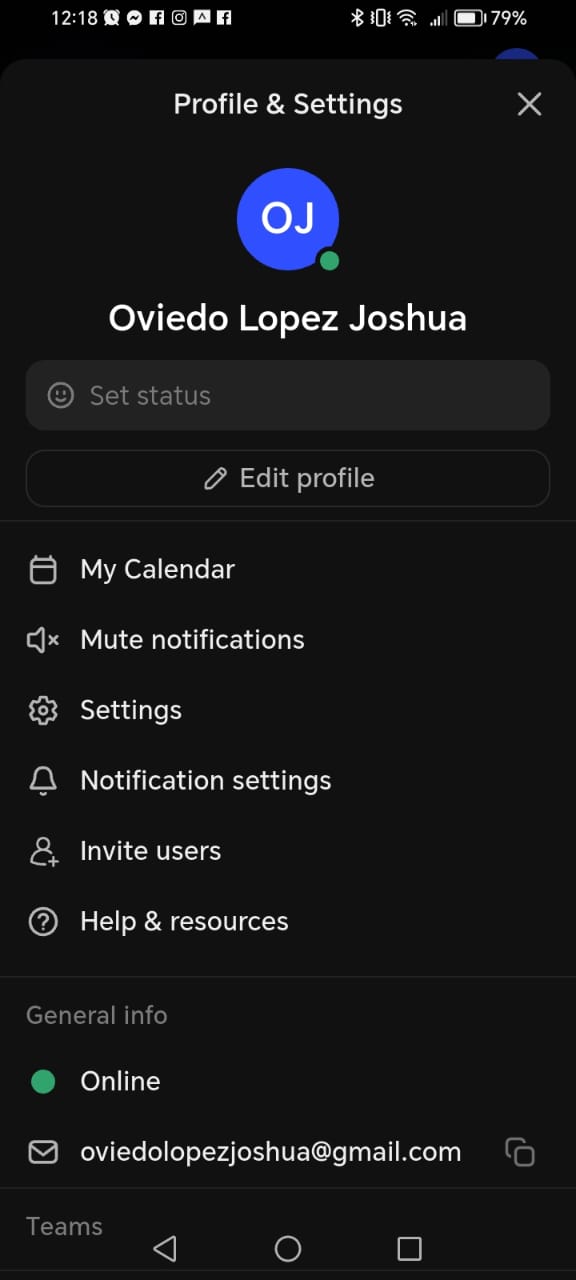 12:18 79%
Profile & Settings
OJ
Oviedo Lopez Joshua
Set status
Edit profile
My Calendar
Mute notifications
Settings
Notification settings
Invite users
Help & resources
General info
Online
oviedolopezjoshua@gmail.com
Teams